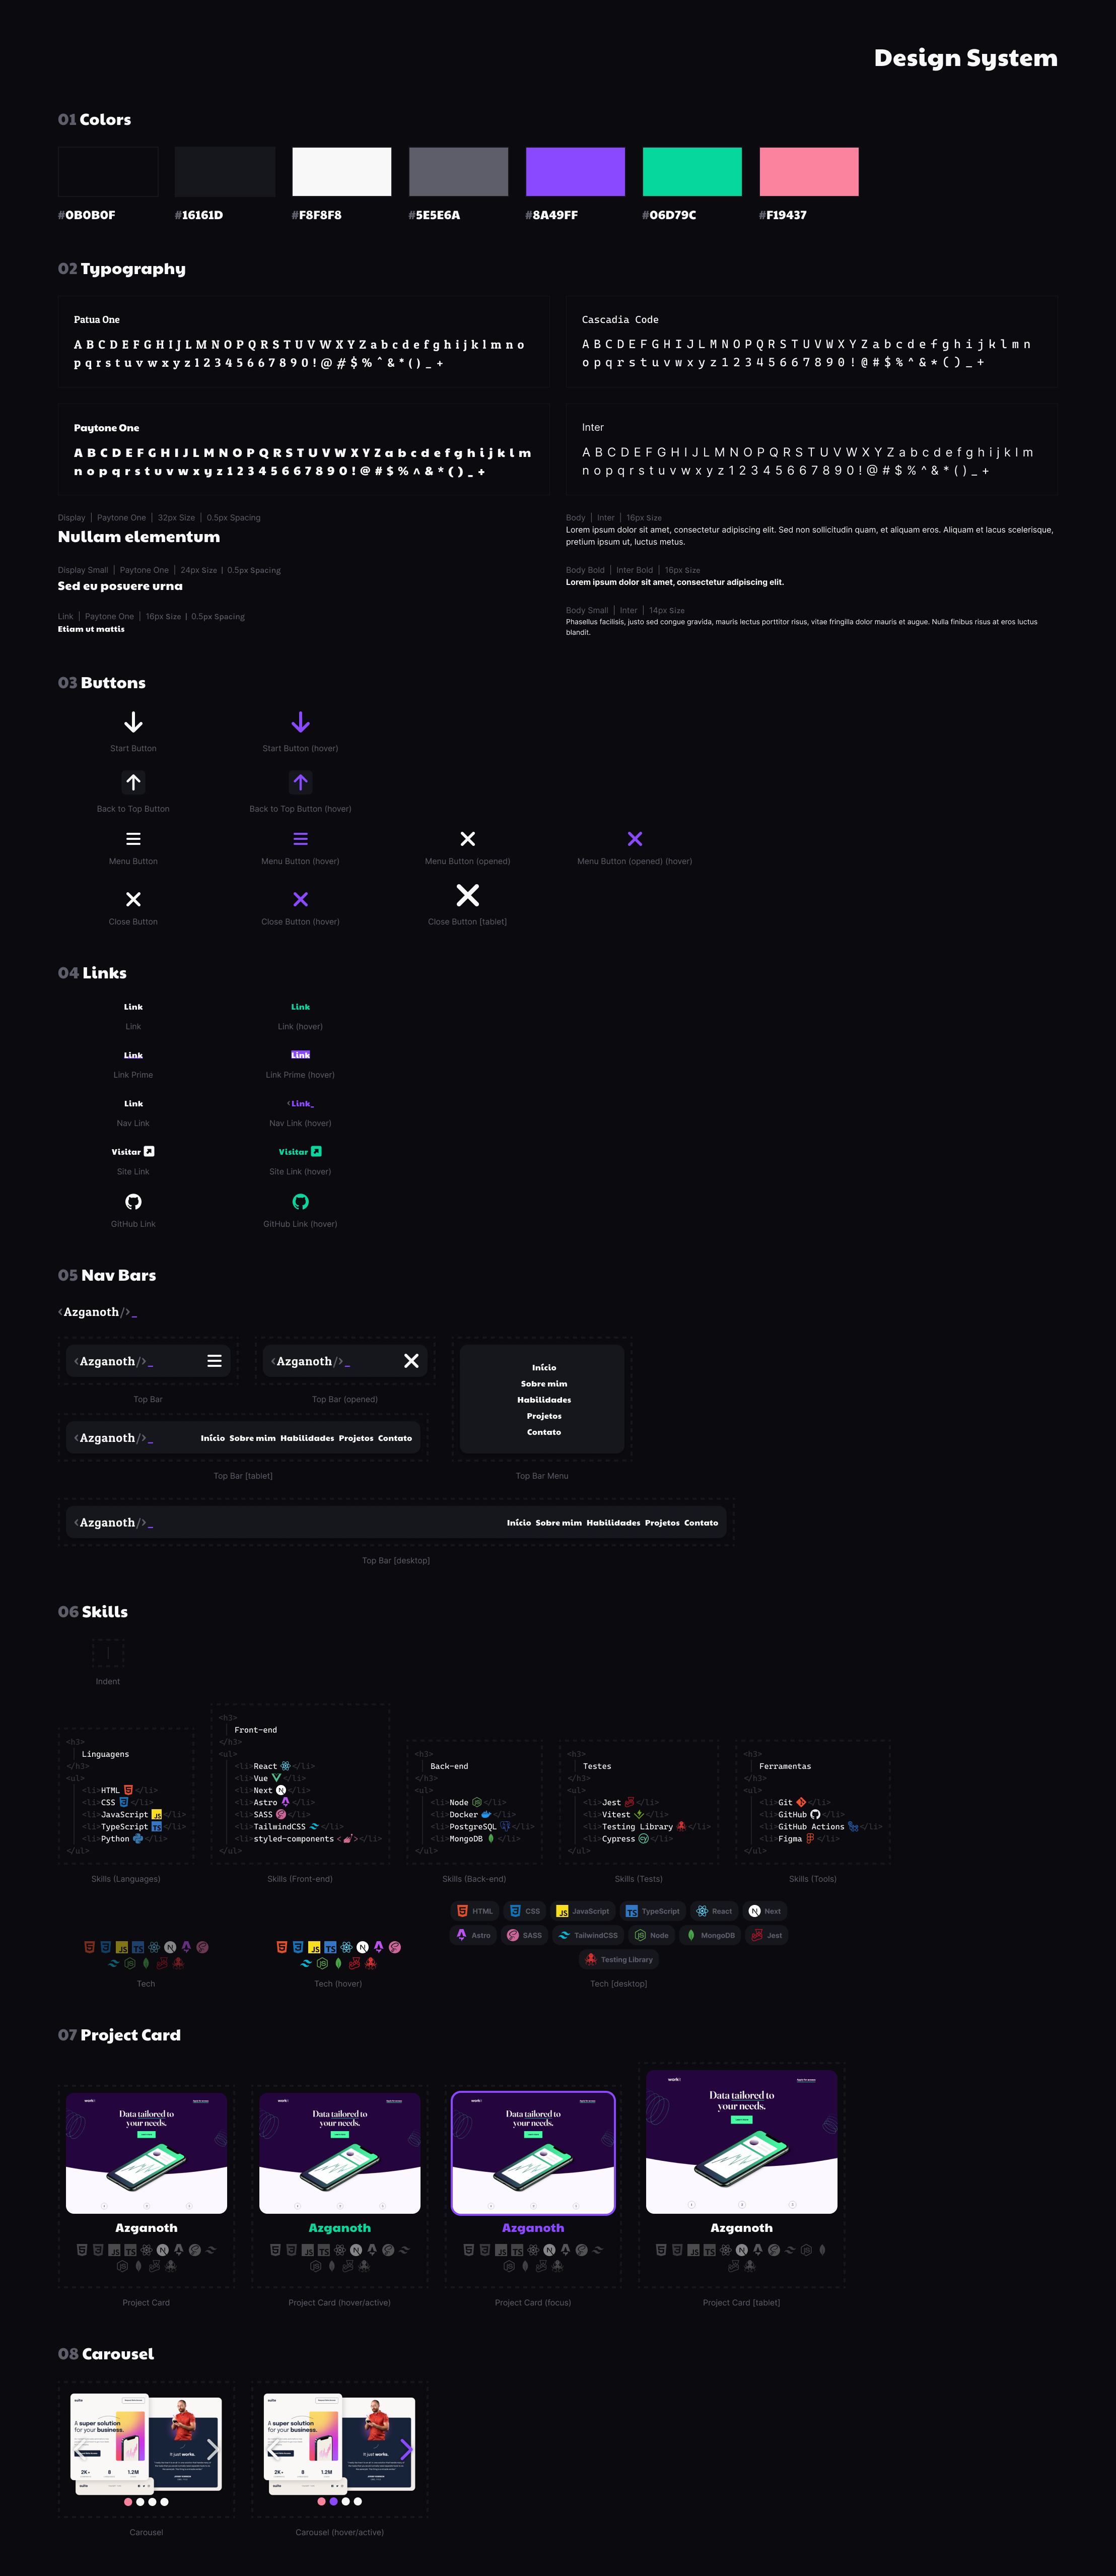 Design System
01 Colors
#0B0B0F
#16161D
#F8F8F8
#5E5E6A
#8A49FF
#06D79C
#F19437
02 Typography
Patua One
A B C D E F G H I J L M N O P Q R S T U V W X Y Z a b c d e f g h i j k l m n o
p q r s t u v w x y z 1 2 3 4 5 6 6 7 8 9 0 ! @ # $ % ^ & * ( ) _ +
Cascadia Code
A B C D E F G H I J L M N O P Q R S T U V W X Y Z a b c d e f g h i j k l m n
o p q r s t u v w x y z 1 2 3 4 5 6 6 7 8 9 0 ! @ # $ % ^ & * ( ) _ +
Paytone One
A B C D E F G H I J L M N O P Q R S T U V W X Y Z a b c d e f g h i j k l m
n o p q r s t u v w x y z 1 2 3 4 5 6 6 7 8 9 0 ! @ # $ % ^ & * ( ) _ +
Inter
A B C D E F G H I J L M N O P Q R S T U V W X Y Z a b c d e f g h i j k l m
n o p q r s t u v w x y z 1 2 3 4 5 6 6 7 8 9 0 ! @ # $ % ^ & * ( ) _ +
Display | Paytone One | 32px Size | 0.5px Spacing
Nullam elementum
Display Small | Paytone One | 24px Size | 0.5px Spacing
Sed eu posuere urna
Link | Paytone One | 16px Size | 0.5px Spacing
Etiam ut mattis
Body | Inter | 16px Size
Lorem ipsum dolor sit amet, consectetur adipiscing elit. Sed non sollicitudin quam, et aliquam eros. Aliquam et lacus scelerisque,
pretium ipsum ut, luctus metus.
Body Bold | Inter Bold | 16px Size
Lorem ipsum dolor sit amet, consectetur adipiscing elit.
Body Small | Inter | 14px Size
Phasellus facilisis, justo sed congue gravida, mauris lectus porttitor risus, vitae fringilla dolor mauris et augue. Nulla finibus risus at eros luctus
blandit.
03 Buttons
Start Button
Start Button (hover)
Back to Top Button
Back to Top Button (hover)
Menu Button
Menu Button (hover)
Menu Button (opened)
Menu Button (opened) (hover)
Close Button
Close Button (hover)
Close Button [tablet]
04 Links
Link
Link
Link
Link (hover)
Link
Link Prime
Link
Link Prime (hover)
Link
Nav Link
<Link_
Nav Link (hover)
Visitar
Site Link
Visitar
Site Link (hover)
GitHub Link
GitHub Link (hover)
05 Nav Bars
<Azganoth/>_
<Azganoth/>_
Top Bar
<Azganoth/>_
Top Bar (opened)
Início
Sobre mim
Habilidades
Projetos
Contato
Top Bar Menu
<Azganoth/>_ Início Sobre mim Habilidades Projetos Contato
Top Bar [tablet]
<Azganoth/>_ Início Sobre mim Habilidades Projetos Contato
Top Bar [desktop]
06 Skills
Indent
<h3>
Linguagens
</h3>
<ul>
<li>HTML </li>
<li>CSS </li>
<li>JavaScript JS </li>
<li>TypeScript TS </li>
<li>Python </li>
</ul>
Skills (Languages)
<h3>
Front-end
</h3>
<ul>
<li>React </li>
<li>Vue </li>
<li>Next </li>
<li>Astro </li>
<li>SASS </li>
<li>TailwindCSS </li>
<li>styled-components </li>
</ul>
Skills (Front-end)
<h3>
Back-end
</h3>
<ul>
<li>Node </li>
<li>Docker </li>
<li>PostgreSQL </li>
<li>MongoDB </li>
</ul>
Skills (Back-end)
<h3>
Testes
</h3>
<ul>
<li>Jest </li>
<li>Vitest </li>
<li>Testing Library </li>
<li>Cypress </li>
</ul>
Skills (Tests)
<h3>
Ferramentas
</h3>
<ul>
<li>Git </li>
<li>GitHub </li>
<li>GitHub Actions </li>
<li>Figma </li>
</ul>
Skills (Tools)
Tech
Tech (hover)
HTML CSS JavaScript TypeScript React Next
Astro SASS TailwindCSS Node MongoDB Jest
Testing Library
Tech [desktop]
07 Project Card
Data tailored to
your needs.
Azganoth
Project Card
Data tailored to
your needs.
Azganoth
Project Card (hover/active)
Data tailored to
your needs.
Azganoth
Project Card (focus)
Data tailored to
your needs.
Azganoth
Project Card [tablet]
08 Carousel
A super solution
for your business.
2K+ 8 1.2M
It just works.
Carousel
A super solution
for your business.
2K+ 8 1.2M
It just works.
Carousel (hover/active)